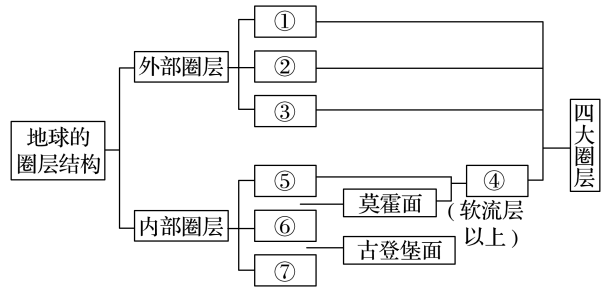 地球的
圈层结构
外部圈层
①
②
③
内部圈层
⑤
⑥
⑦
莫霍面
古登堡面
④
(软流层
以上)
四大圈层